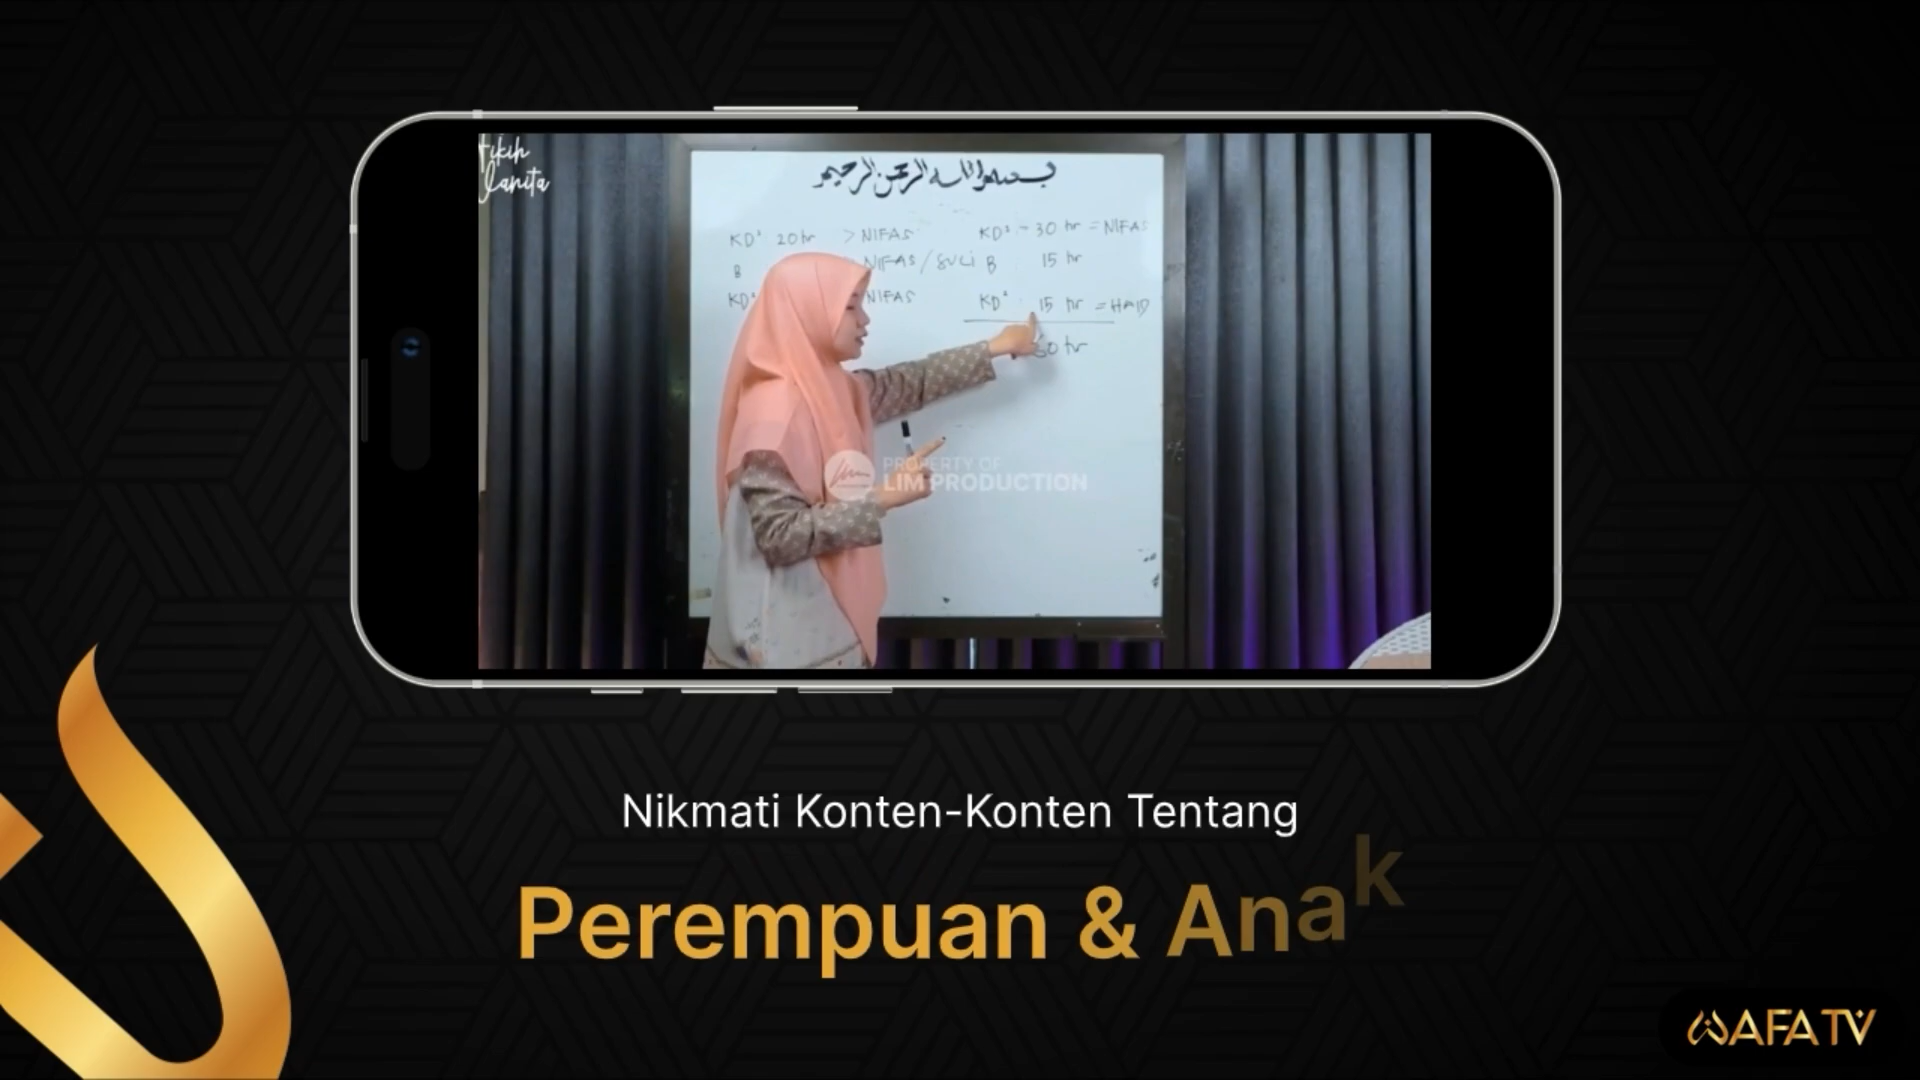 Fikih
Wanita
بسم الله الرحمن الرحيم
KD² 20 hr > NIFAS
B NIFAS / SUCI
KD² NIFAS
KD² - 30 hr = NIFAS
B 15 hr
KD² 15 hr = HAID
60 hr
PROPERTY OF
LIM PRODUCTION
Nikmati Konten-Konten Tentang
Perempuan & Anak
WAFA TV